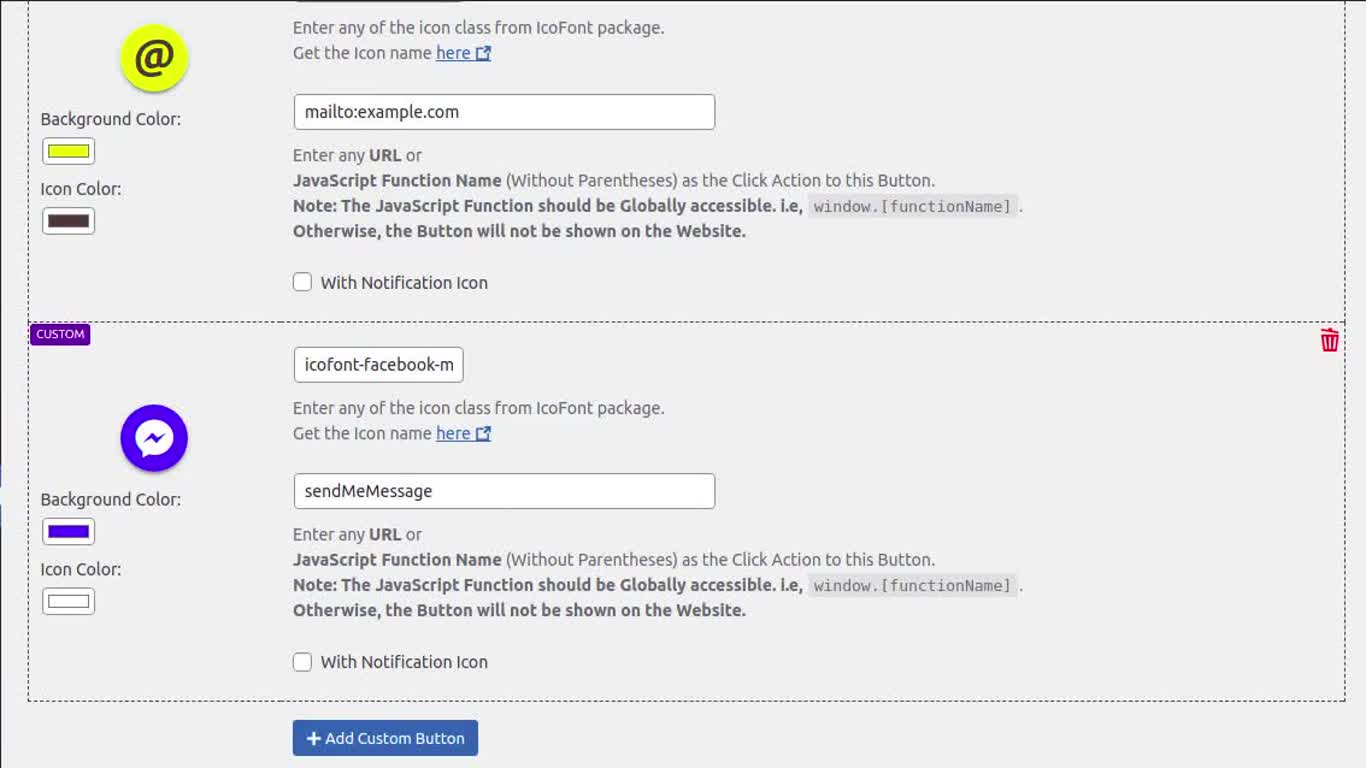 Enter any of the icon class from IcoFont package.
Get the Icon name here
@
mailto:example.com
Background Color:
Enter any URL or
JavaScript Function Name (Without Parentheses) as the Click Action to this Button.
Icon Color:
Note: The JavaScript Function should be Globally accessible. i.e, window.[functionName] .
Otherwise, the Button will not be shown on the Website.
With Notification Icon
CUSTOM
icofont-facebook-m
Enter any of the icon class from IcoFont package.
Get the Icon name here
sendMeMessage
Background Color:
Enter any URL or
JavaScript Function Name (Without Parentheses) as the Click Action to this Button.
Icon Color:
Note: The JavaScript Function should be Globally accessible. i.e, window.[functionName] .
Otherwise, the Button will not be shown on the Website.
With Notification Icon
+ Add Custom Button